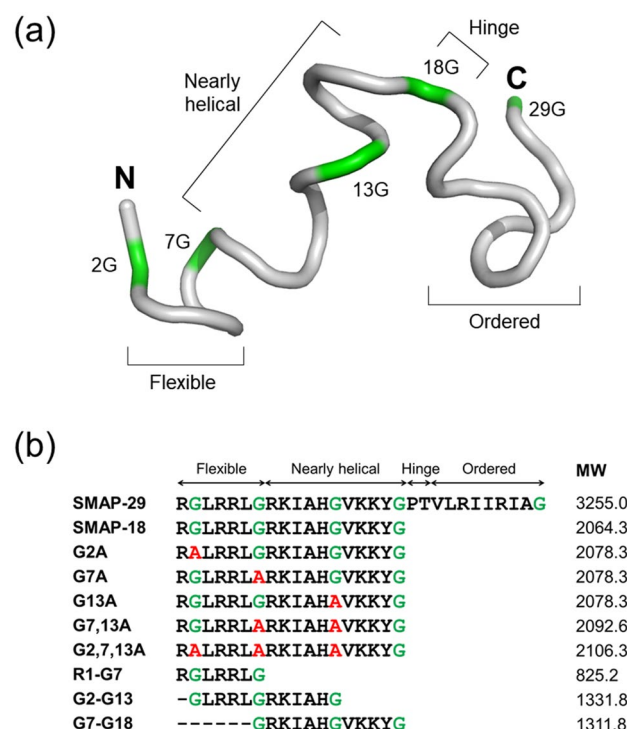 (a)
Hinge
18G
C
Nearly
helical
29G
N
13G
7G
2G
Ordered
Flexible
(b)
Flexible Nearly helical Hinge Ordered MW
SMAP-29 RGLRRLGRKIAHGVKKYGPTVLRIIRIAG 3255.0
SMAP-18 RGLRRLGRKIAHGVKKYG 2064.3
G2A RALRRLGRKIAHGVKKYG 2078.3
G7A RGLRRLARKIAHGVKKYG 2078.3
G13A RGLRRLGRKIAHAVKKYG 2078.3
G7,13A RGLRRLARKIAHAVKKYG 2092.6
G2,7,13A RALRRLARKIAHAVKKYG 2106.3
R1-G7 RGLRRLG 825.2
G2-G13 -GLRRLGRKIAHG 1331.8
G7-G18 ------GRKIAHGVKKYG 1311.8